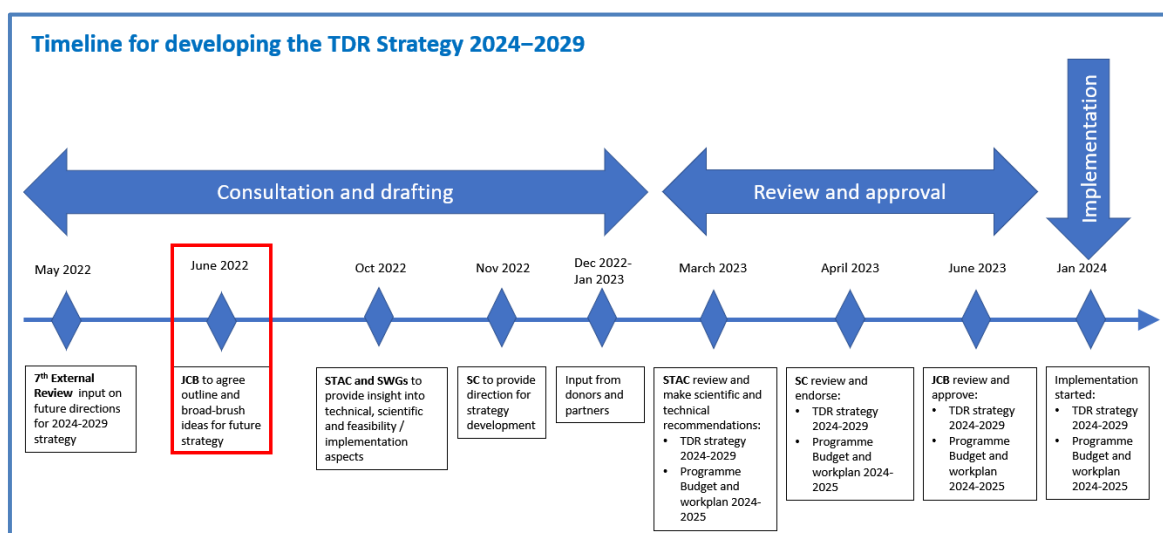 Timeline for developing the TDR Strategy 2024–2029
Implementation
Consultation and drafting
Review and approval
May 2022
June 2022
Oct 2022
Nov 2022
Dec 2022-
Jan 2023
March 2023
April 2023
June 2023
Jan 2024
7th External
Review input on
future directions
for 2024-2029
strategy
JCB to agree
outline and
broad-brush
ideas for future
strategy
STAC and SWGs to
provide insight into
technical, scientific
and feasibility /
implementation
aspects
SC to provide
direction for
strategy
development
Input from
donors and
partners
STAC review and
make scientific and
technical
recommendations:
• TDR strategy
2024-2029
• Programme
Budget and
workplan 2024-
2025
SC review and
endorse:
• TDR strategy
2024-2029
• Programme
Budget and
workplan 2024-
2025
JCB review and
approve:
• TDR strategy
2024-2029
• Programme
Budget and
workplan
2024-2025
Implementation
started:
• TDR strategy
2024-2029
• Programme
Budget and
workplan
2024-2025